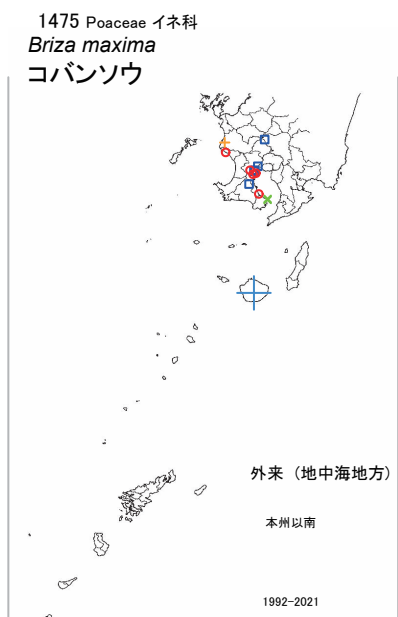 1475 Poaceae イネ科
Briza maxima
コバンソウ
外来（地中海地方）
本州以南
1992-2021